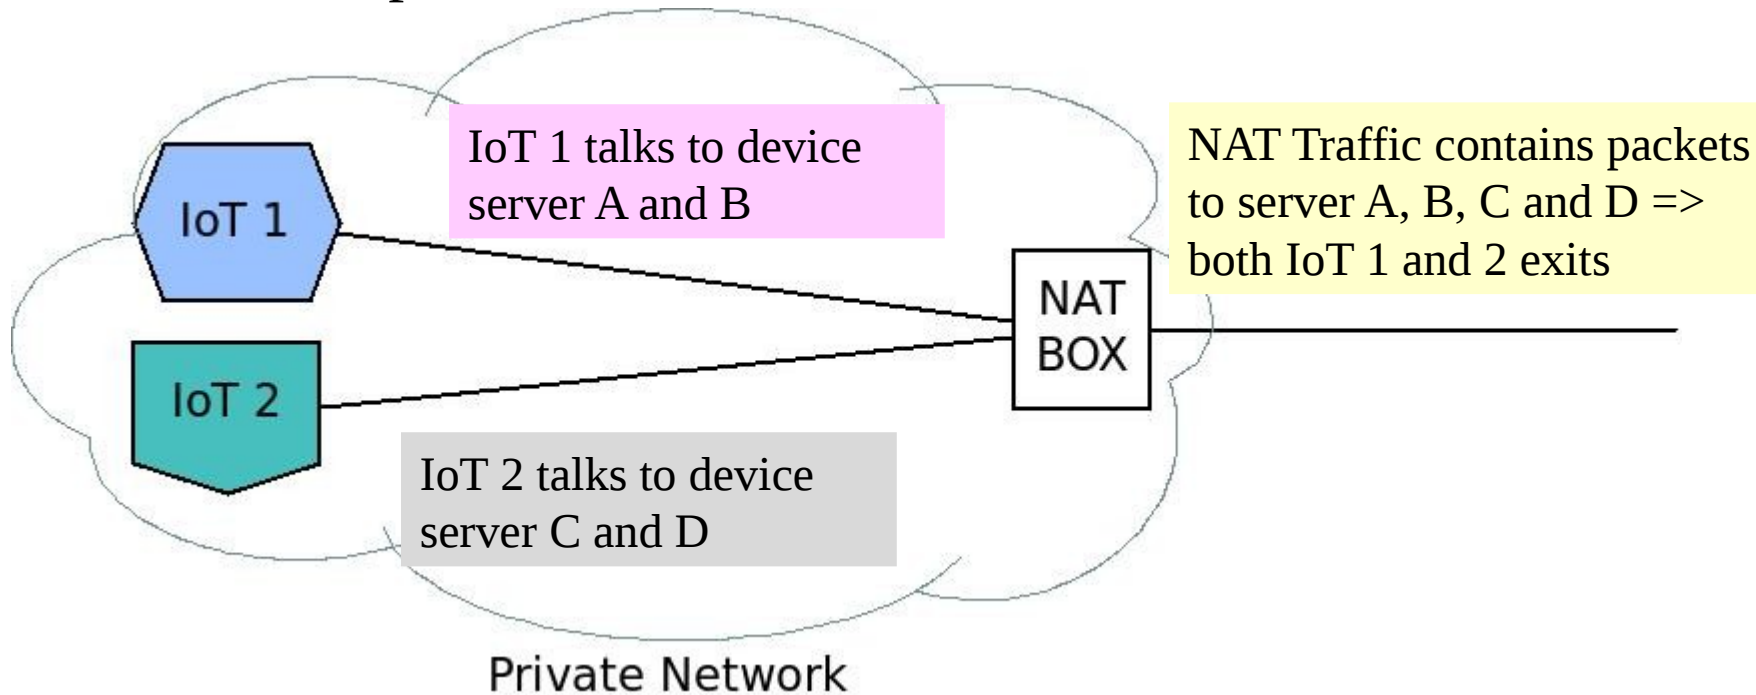 IoT 1 talks to device
server A and B
NAT Traffic contains packets
to server A, B, C and D =>
both IoT 1 and 2 exits
IoT 1
NAT
BOX
IoT 2
IoT 2 talks to device
server C and D
Private Network